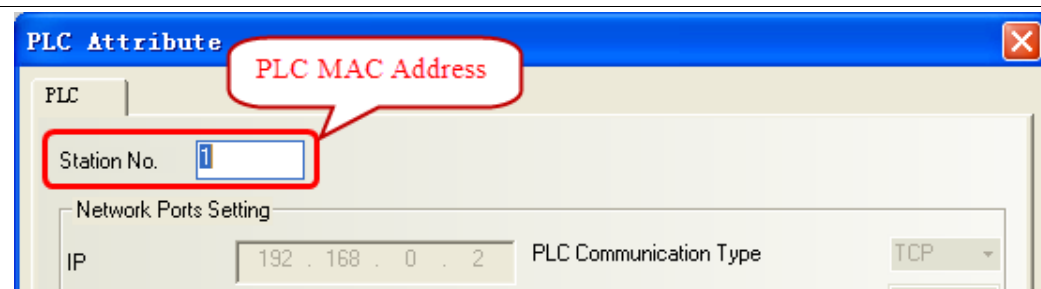 PLC Attribute
PLC MAC Address
PLC
Station No. 1
Network Ports Setting
IP 192 . 168 . 0 . 2 PLC Communication Type TCP